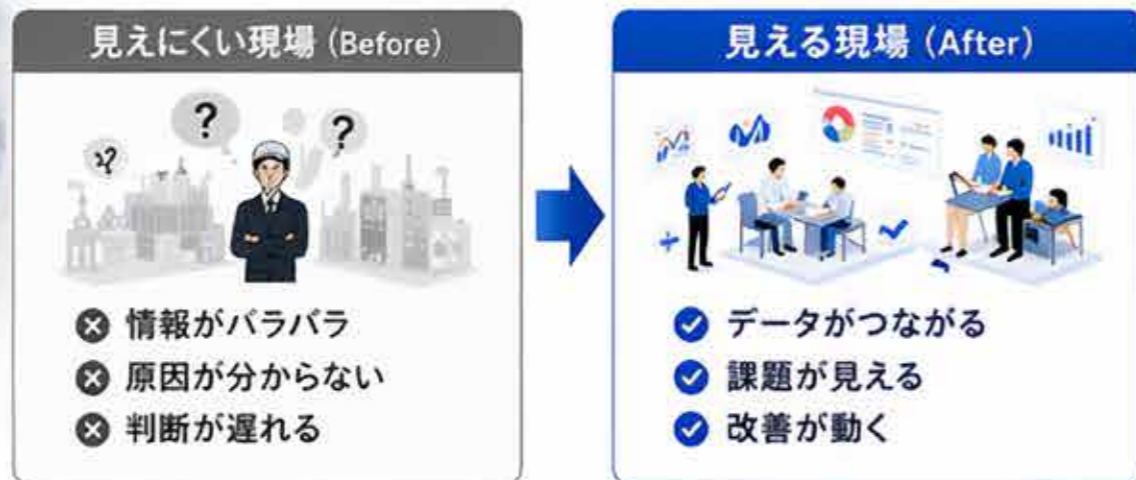 見えにくい現場 (Before)
?
?
?
情報がバラバラ
原因が分からない
判断が遅れる
見える現場 (After)
データがつながる
課題が見える
改善が動く